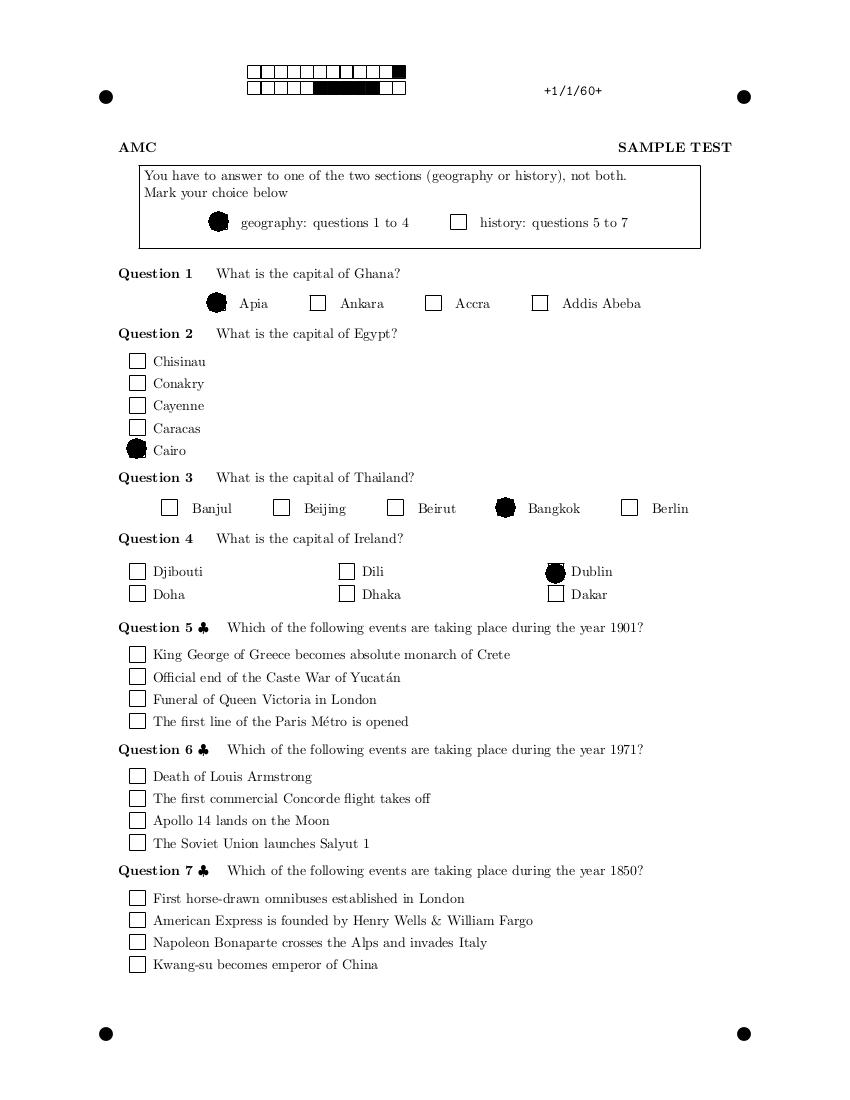 +1/1/60+
AMC SAMPLE TEST
You have to answer to one of the two sections (geography or history), not both.
Mark your choice below
geography: questions 1 to 4 history: questions 5 to 7
Question 1 What is the capital of Ghana?
Apia Ankara Accra Addis Abeba
Question 2 What is the capital of Egypt?
Chisinau
Conakry
Cayenne
Caracas
Cairo
Question 3 What is the capital of Thailand?
Banjul Beijing Beirut Bangkok Berlin
Question 4 What is the capital of Ireland?
Djibouti Dili Dublin
Doha Dhaka Dakar
Question 5 ♣ Which of the following events are taking place during the year 1901?
King George of Greece becomes absolute monarch of Crete
Official end of the Caste War of Yucatán
Funeral of Queen Victoria in London
The first line of the Paris Métro is opened
Question 6 ♣ Which of the following events are taking place during the year 1971?
Death of Louis Armstrong
The first commercial Concorde flight takes off
Apollo 14 lands on the Moon
The Soviet Union launches Salyut 1
Question 7 ♣ Which of the following events are taking place during the year 1850?
First horse-drawn omnibuses established in London
American Express is founded by Henry Wells & William Fargo
Napoleon Bonaparte crosses the Alps and invades Italy
Kwang-su becomes emperor of China